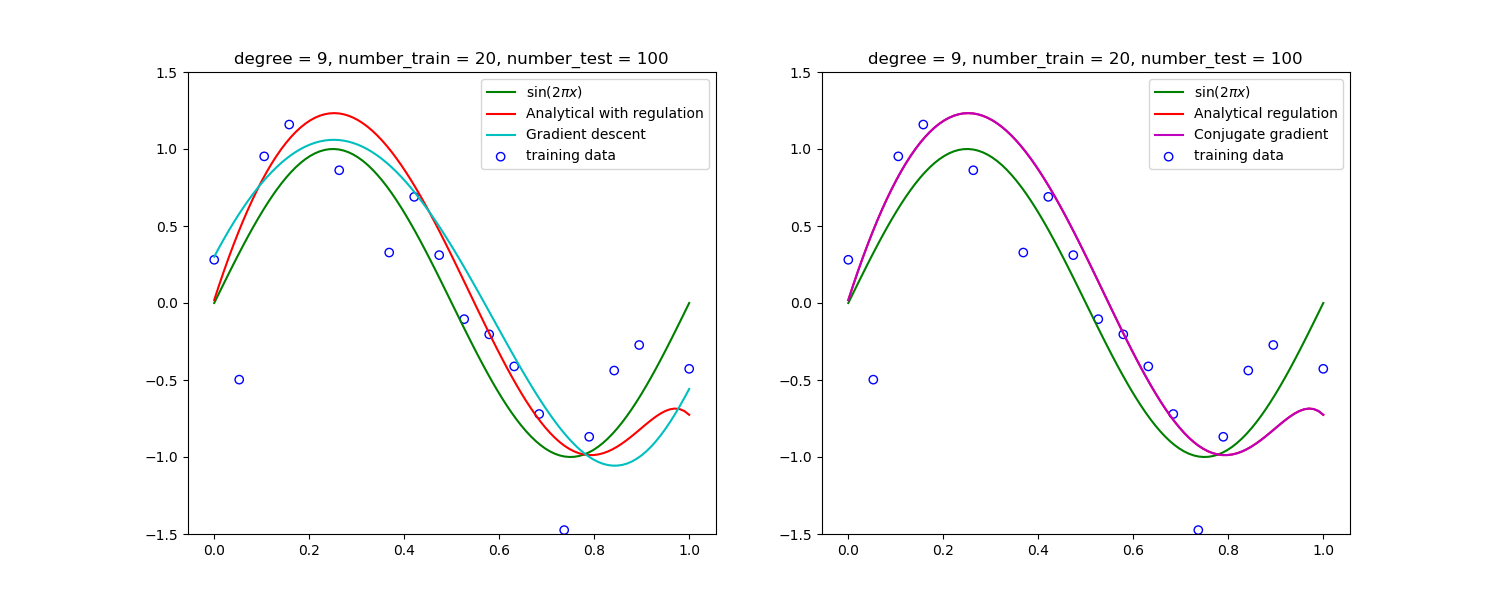 degree = 9, number_train = 20, number_test = 100
sin(2πx)
Analytical with regulation
Gradient descent
training data
1.5
1.0
0.5
0.0
−0.5
−1.0
−1.5
0.0 0.2 0.4 0.6 0.8 1.0
degree = 9, number_train = 20, number_test = 100
sin(2πx)
Analytical regulation
Conjugate gradient
training data
1.5
1.0
0.5
0.0
−0.5
−1.0
−1.5
0.0 0.2 0.4 0.6 0.8 1.0